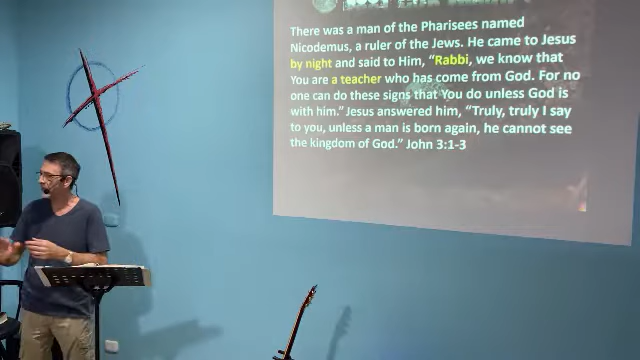 There was a man of the Pharisees named
Nicodemus, a ruler of the Jews. He came to Jesus
by night and said to Him, “Rabbi, we know that
You are a teacher who has come from God. For no
one can do these signs that You do unless God is
with him.” Jesus answered him, “Truly, truly I say
to you, unless a man is born again, he cannot see
the kingdom of God.” John 3:1-3